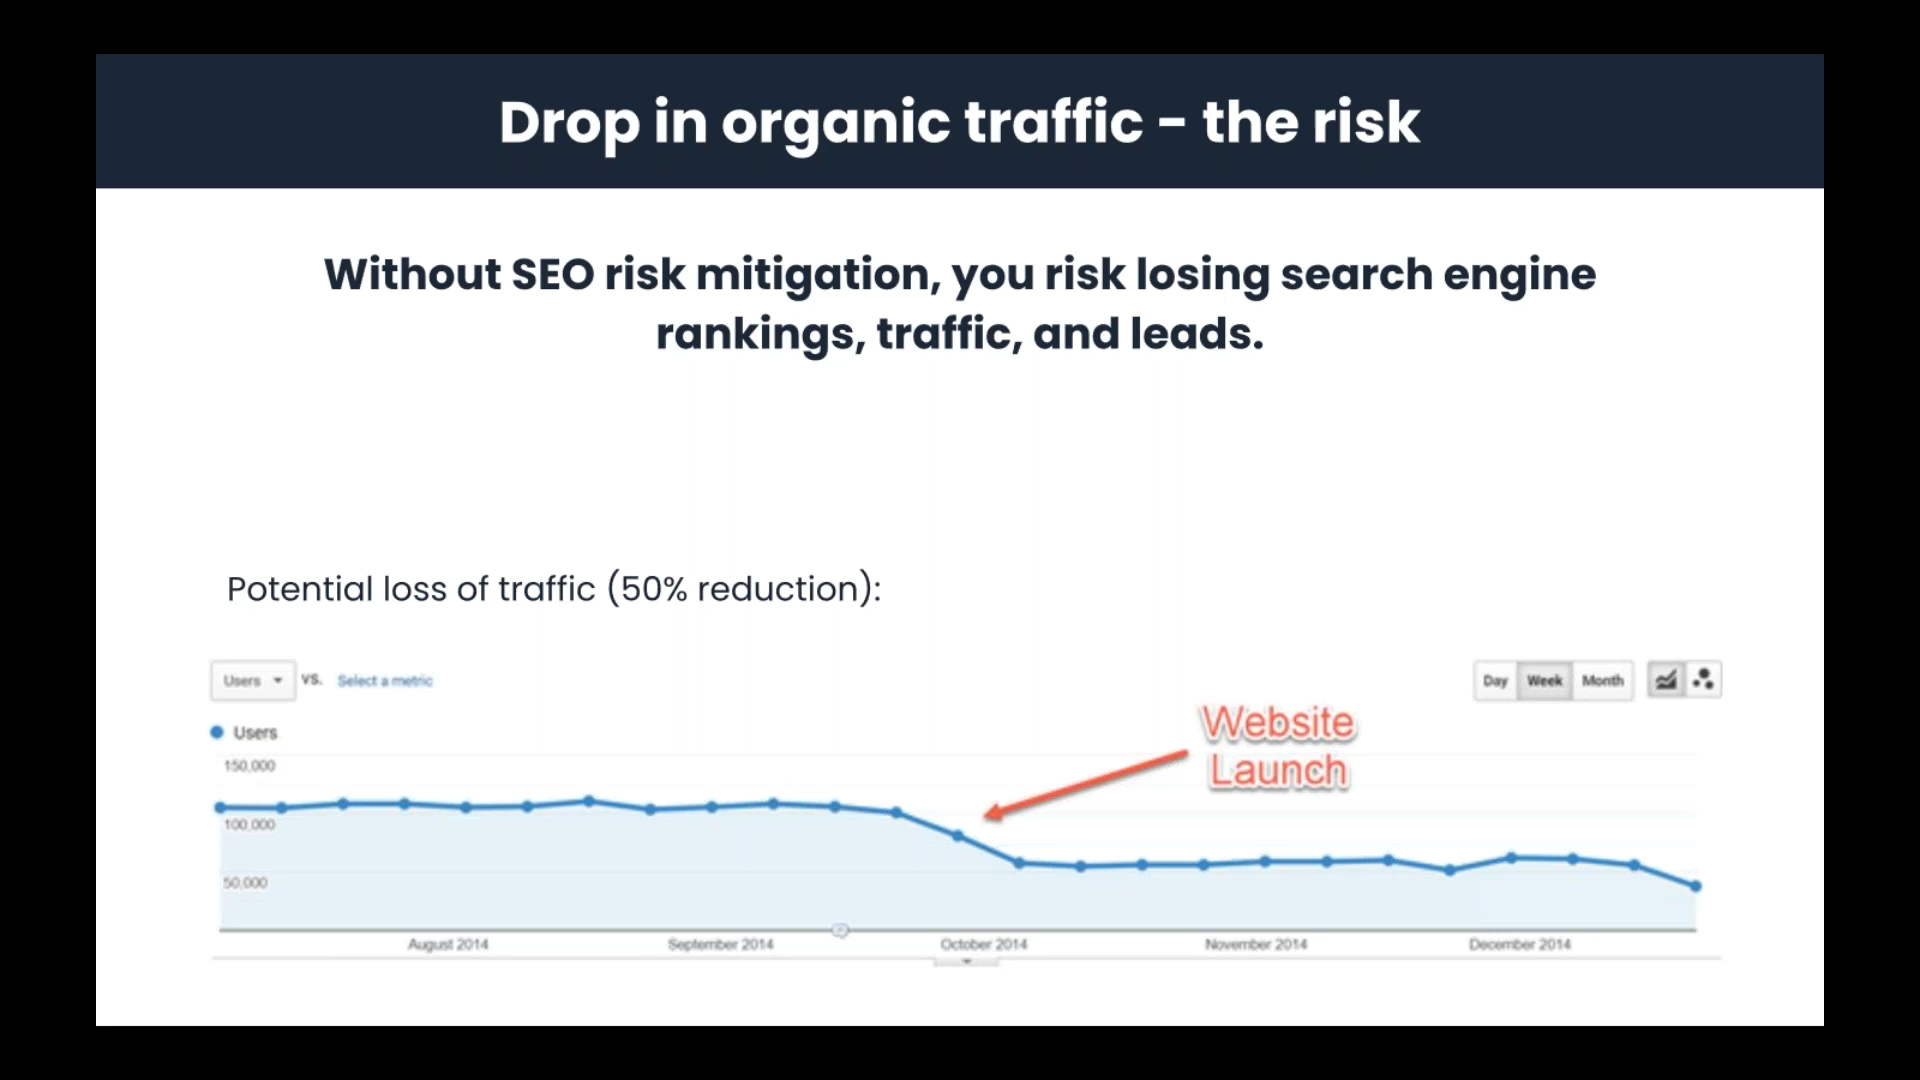 Drop in organic traffic - the risk
Without SEO risk mitigation, you risk losing search engine
rankings, traffic, and leads.
Potential loss of traffic (50% reduction):
Users VS. Select a metric
Day Week Month
Users
Website
Launch
150,000
100,000
50,000
August 2014 September 2014 October 2014 November 2014 December 2014